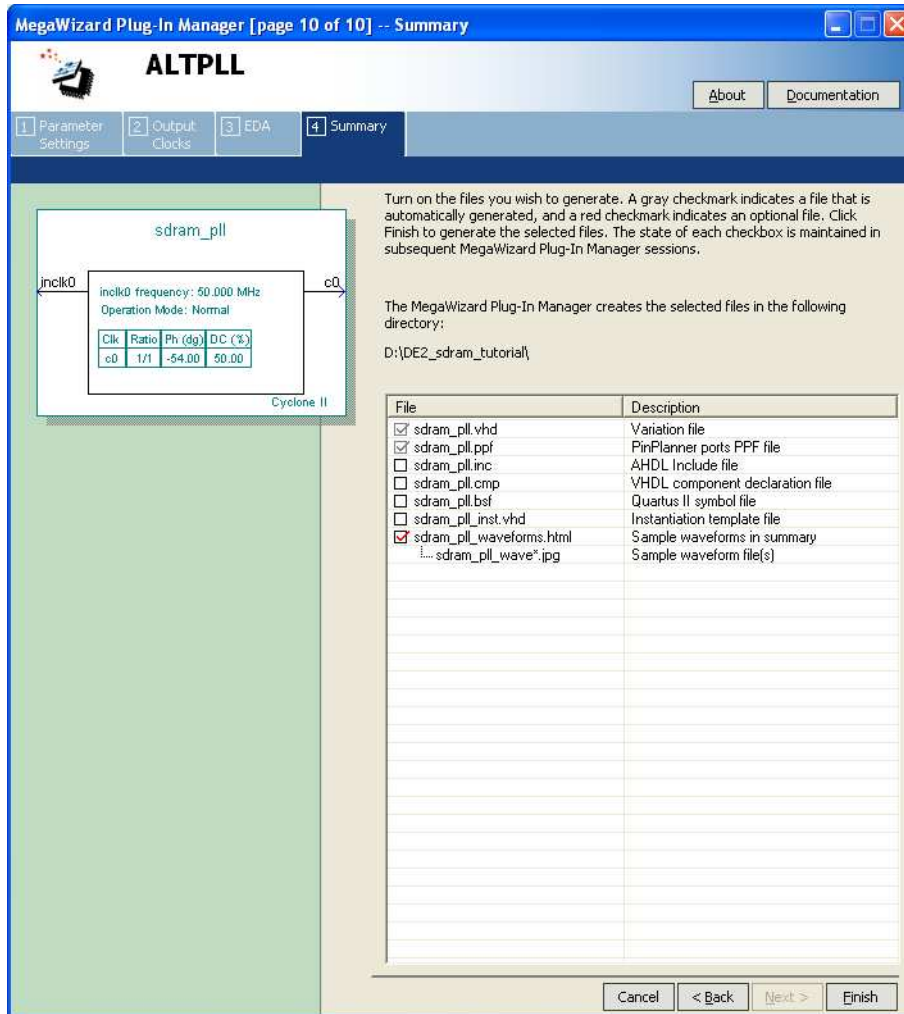 MegaWizard Plug-In Manager [page 10 of 10] -- Summary
ALTPLL
About
Documentation
1 Parameter Settings
2 Output Clocks
3 EDA
4 Summary
sdram_pll
inclk0
c0
inclk0 frequency: 50.000 MHz
Operation Mode: Normal
Clk Ratio Ph (dg) DC (%)
c0 1/1 -54.00 50.00
Cyclone II
Turn on the files you wish to generate. A gray checkmark indicates a file that is
automatically generated, and a red checkmark indicates an optional file. Click
Finish to generate the selected files. The state of each checkbox is maintained in
subsequent MegaWizard Plug-In Manager sessions.
The MegaWizard Plug-In Manager creates the selected files in the following
directory:
D:\DE2_sdram_tutorial\
File Description
sdram_pll.vhd Variation file
sdram_pll.ppf PinPlanner ports PPF file
sdram_pll.inc AHDL Include file
sdram_pll.cmp VHDL component declaration file
sdram_pll.bsf Quartus II symbol file
sdram_pll_inst.vhd Instantiation template file
sdram_pll_waveforms.html Sample waveforms in summary
sdram_pll_wave*.jpg Sample waveform file(s)
Cancel
< Back
Next >
Finish